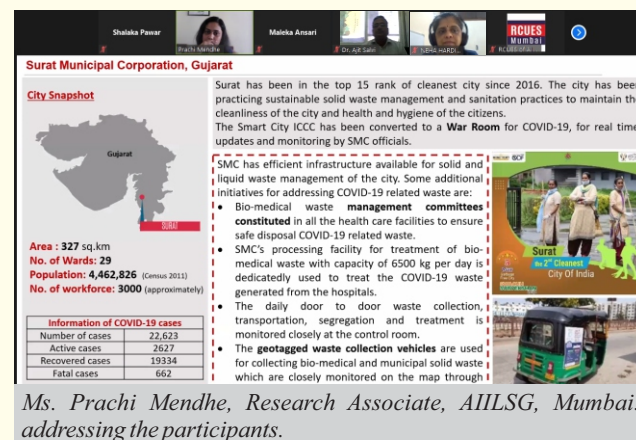 Shalaka Pawar
Maleka Ansari
RCUES
Mumbai
Prachi Mendhe
Dr. Ajit Salvi
NEHA HARDI...
Surat Municipal Corporation, Gujarat
City Snapshot
Gujarat
SURAT
Area : 327 sq.km
No. of Wards: 29
Population: 4,462,826 (Census 2011)
No. of workforce: 3000 (approximately)
Information of COVID-19 cases
Number of cases 22,623
Active cases 2627
Recovered cases 19334
Fatal cases 662
Surat has been in the top 15 rank of cleanest city since 2016. The city has been
practicing sustainable solid waste management and sanitation practices to maintain the
cleanliness of the city and health and hygiene of the citizens.
The Smart City ICCC has been converted to a War Room for COVID-19, for real time
updates and monitoring by SMC officials.
SMC has efficient infrastructure available for solid and
liquid waste management of the city. Some additional
initiatives for addressing COVID-19 related waste are:
• Bio-medical waste management committees
constituted in all the health care facilities to ensure
safe disposal COVID-19 related waste.
• SMC's processing facility for treatment of bio-
medical waste with capacity of 6500 kg per day is
dedicatedly used to treat the COVID-19 waste
generated from the hospitals.
• The daily door to door waste collection,
transportation, segregation and treatment is
monitored closely at the control room.
• The geotagged waste collection vehicles are used
for collecting bio-medical and municipal solid waste
which are closely monitored on the map through
Surat
the 2nd Cleanest
City Of India
Ms. Prachi Mendhe, Research Associate, AIILSG, Mumbai,
addressing the participants.